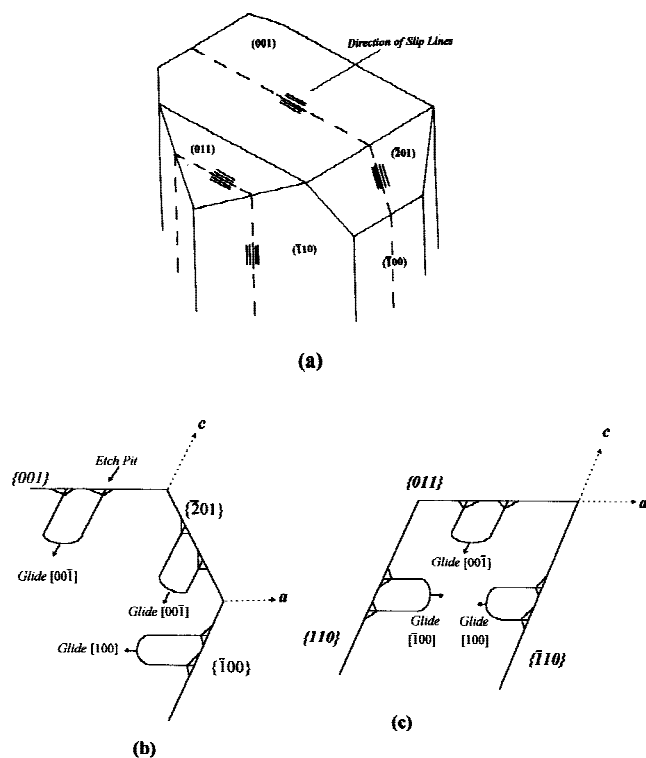 (001)
Direction of Slip Lines
(011)
(2̄01)
(1̄10)
(1̄00)
(a)
c
{001}
Etch Pit
{2̄01}
Glide [001̄]
Glide [001̄]
a
Glide [100]
{1̄00}
(b)
c
{011}
a
Glide [001̄]
Glide
[1̄00]
Glide
[100]
{110}
{1̄10}
(c)